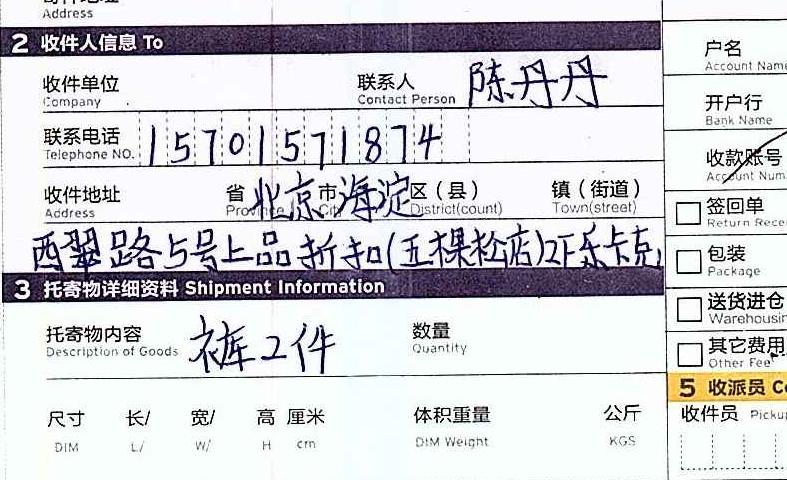 Address
2 收件人信息 To
收件单位 联系人 陈丹丹
Company Contact Person
联系电话 15701571874
Telephone NO.
收件地址 省 北京 市 海淀 区（县） 镇（街道）
Address Province City District(count) Town(street)
西翠路5号上品折扣(五棵松店)2F乐卡克
3 托寄物详细资料 Shipment Information
托寄物内容 裤2件 数量
Description of Goods Quantity
尺寸 长/ 宽/ 高 厘米 体积重量 公斤
DIM L/ W/ H cm DIM Weight KGS
户名
Account Name
开户行
Bank Name
收款账号
Account Num
签回单
Return Rece
包装
Package
送货进仓
Warehousin
其它费用
Other Fee
5 收派员 Co
收件员 Pickup